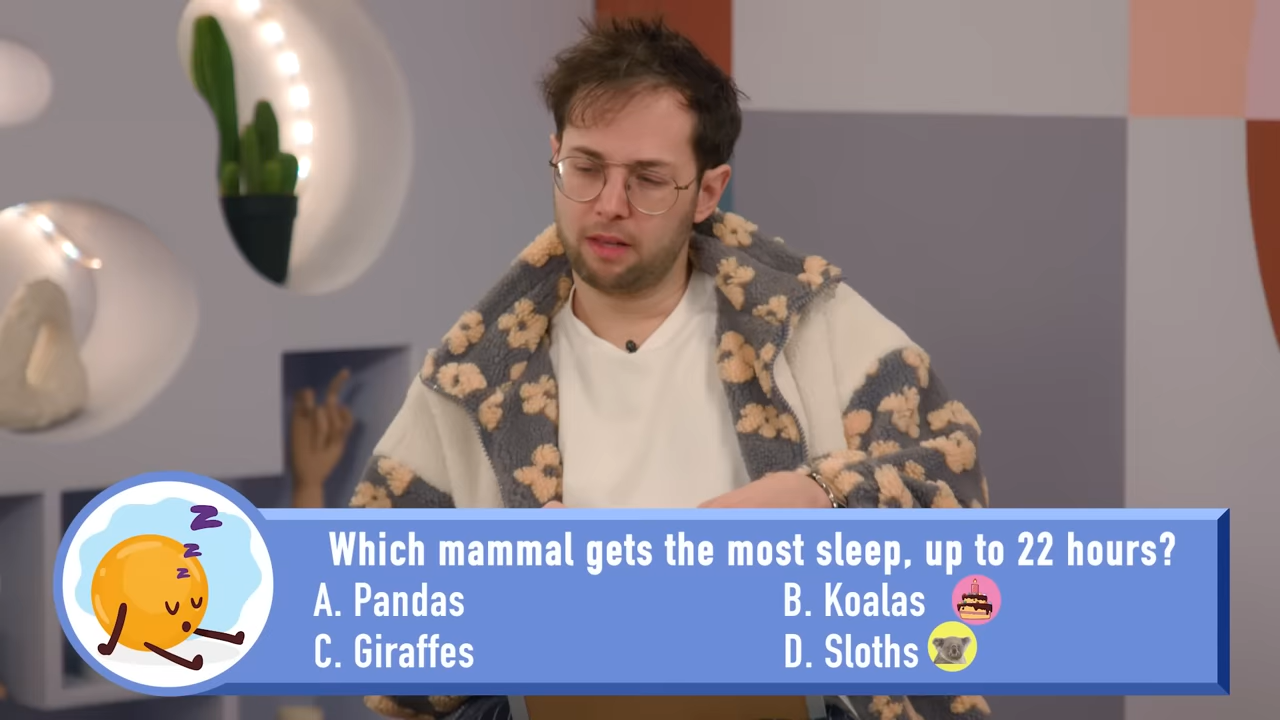 Which mammal gets the most sleep, up to 22 hours?
A. Pandas
B. Koalas
C. Giraffes
D. Sloths
z
z
z